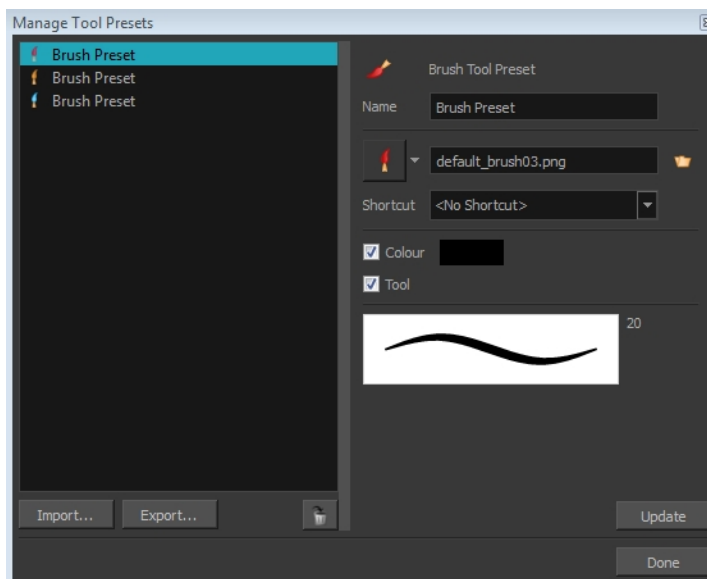 Manage Tool Presets
Brush Preset
Brush Preset
Brush Preset
Import...
Export...
Brush Tool Preset
Name
Brush Preset
default_brush03.png
Shortcut
<No Shortcut>
Colour
Tool
20
Update
Done